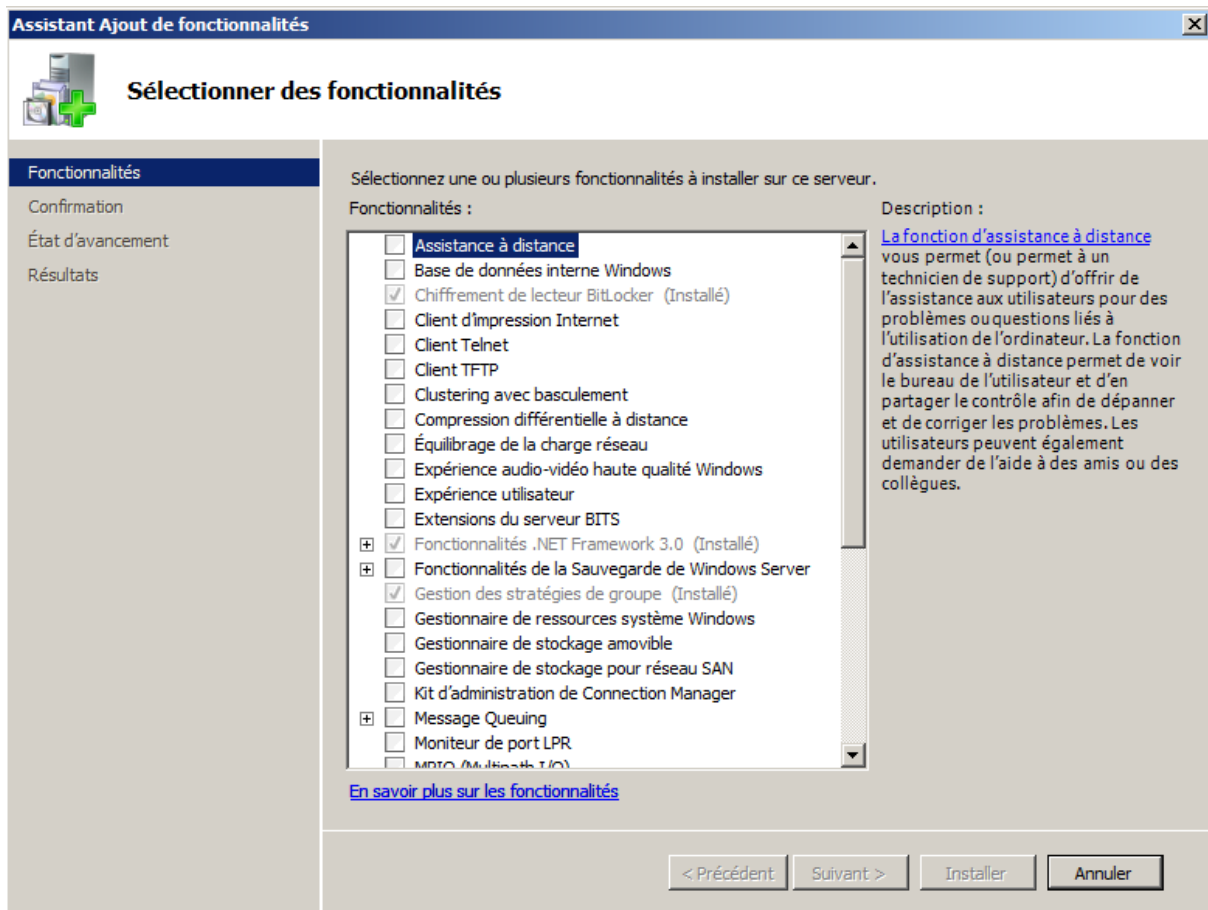 Assistant Ajout de fonctionnalités
Sélectionner des fonctionnalités
Fonctionnalités
Confirmation
État d'avancement
Résultats
Sélectionnez une ou plusieurs fonctionnalités à installer sur ce serveur.
Fonctionnalités :
Assistance à distance
Base de données interne Windows
Chiffrement de lecteur BitLocker (Installé)
Client d'impression Internet
Client Telnet
Client TFTP
Clustering avec basculement
Compression différentielle à distance
Équilibrage de la charge réseau
Expérience audio-vidéo haute qualité Windows
Expérience utilisateur
Extensions du serveur BITS
Fonctionnalités .NET Framework 3.0 (Installé)
Fonctionnalités de la Sauvegarde de Windows Server
Gestion des stratégies de groupe (Installé)
Gestionnaire de ressources système Windows
Gestionnaire de stockage amovible
Gestionnaire de stockage pour réseau SAN
Kit d'administration de Connection Manager
Message Queuing
Moniteur de port LPR
MPIO (Multipath I/O)
En savoir plus sur les fonctionnalités
Description :
La fonction d'assistance à distance
vous permet (ou permet à un
technicien de support) d'offrir de
l'assistance aux utilisateurs pour des
problèmes ou questions liés à
l'utilisation de l'ordinateur. La fonction
d'assistance à distance permet de voir
le bureau de l'utilisateur et d'en
partager le contrôle afin de dépanner
et de corriger les problèmes. Les
utilisateurs peuvent également
demander de l'aide à des amis ou des
collègues.
< Précédent
Suivant >
Installer
Annuler